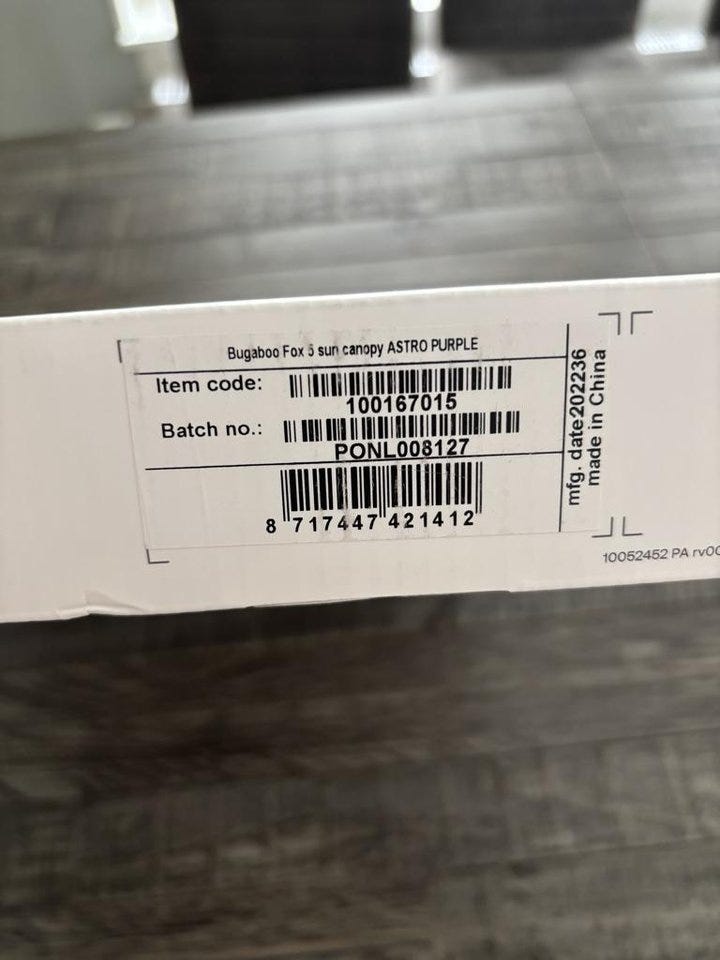 Bugaboo Fox 5 sun canopy ASTRO PURPLE
Item code:
100167015
Batch no.:
PONL008127
8 717447 421412
mfg. date202236
made in China
10052452 PA